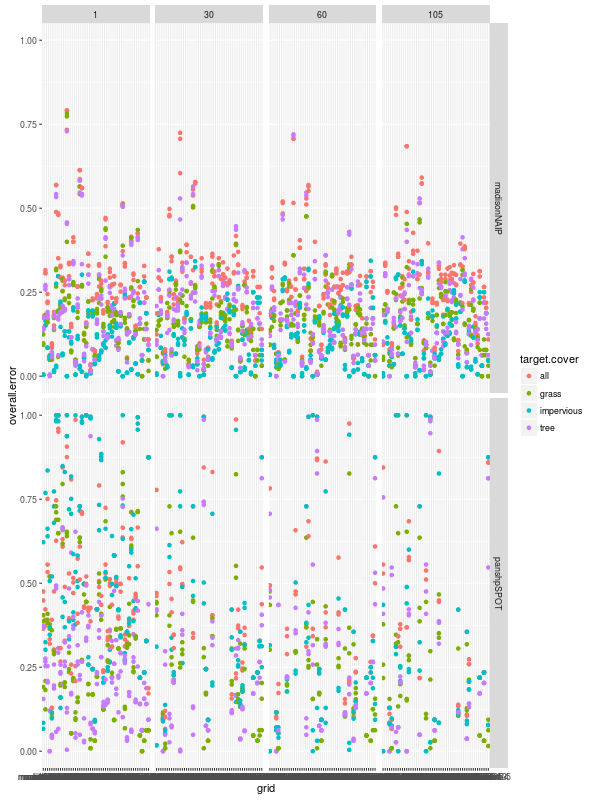 1 30 60 105
1.00
0.75
0.50
0.25
0.00
madisonNAIP
overall.error
1.00
0.75
0.50
0.25
0.00
panshpSPOT
target.cover
all
grass
impervious
tree
grid